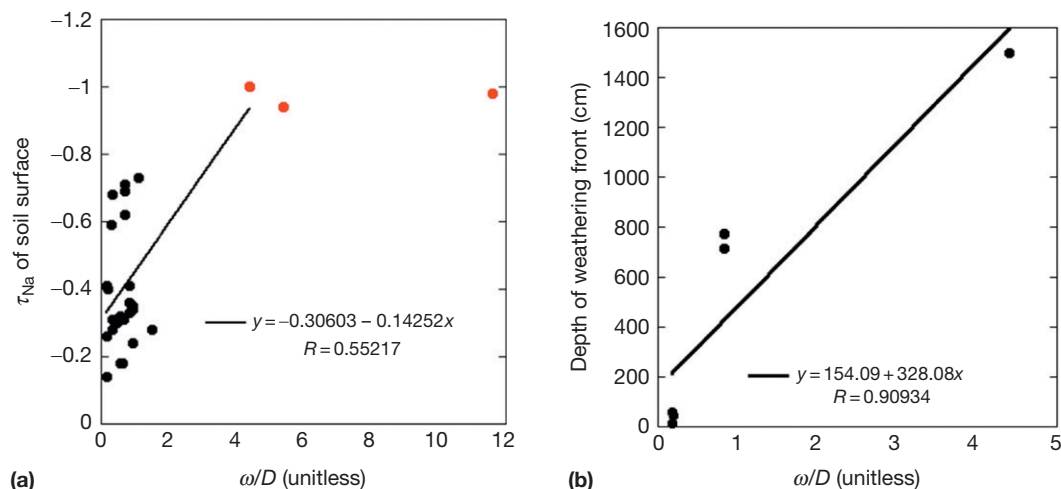 −1.2
−1
−0.8
−0.6
−0.4
−0.2
0
τNa of soil surface
y=−0.30603 − 0.14252x
R=0.55217
0 2 4 6 8 10 12
(a) ω/D (unitless)
1600
1400
1200
1000
800
600
400
200
0
Depth of weathering front (cm)
y=154.09+328.08x
R=0.90934
0 1 2 3 4 5
(b) ω/D (unitless)